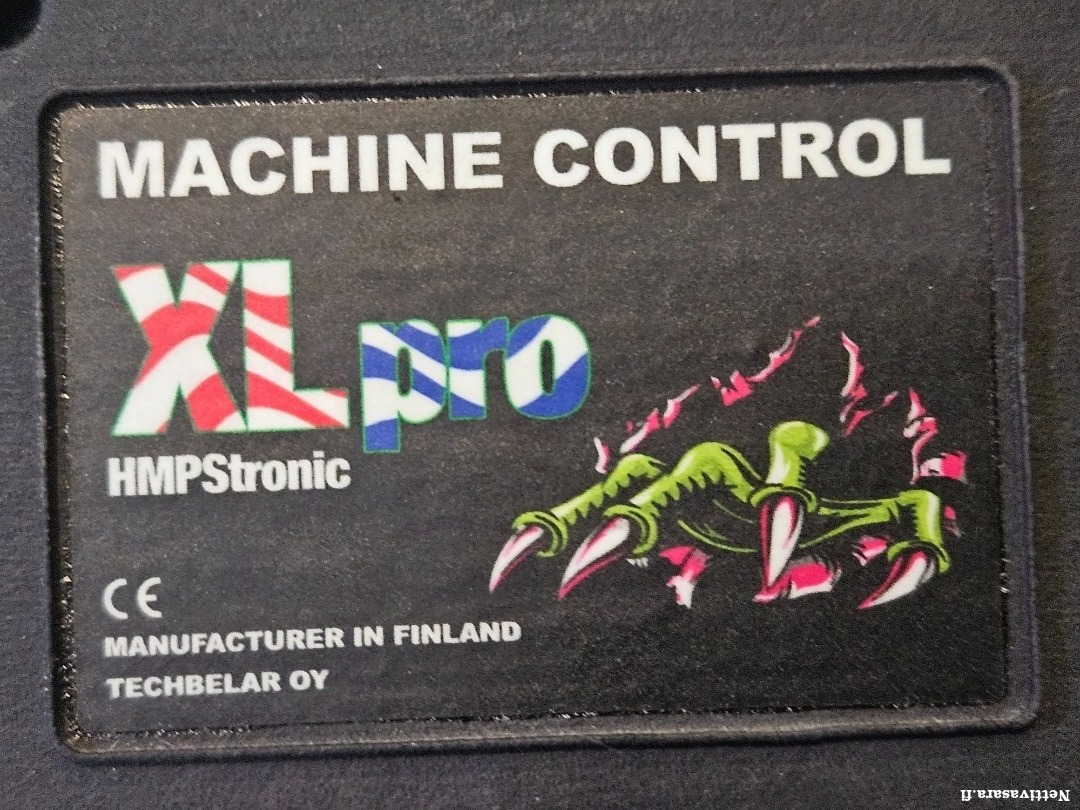 MACHINE CONTROL
XL pro
HMPStronic
CE
MANUFACTURER IN FINLAND
TECHBELAR OY
Nettivasara.fi